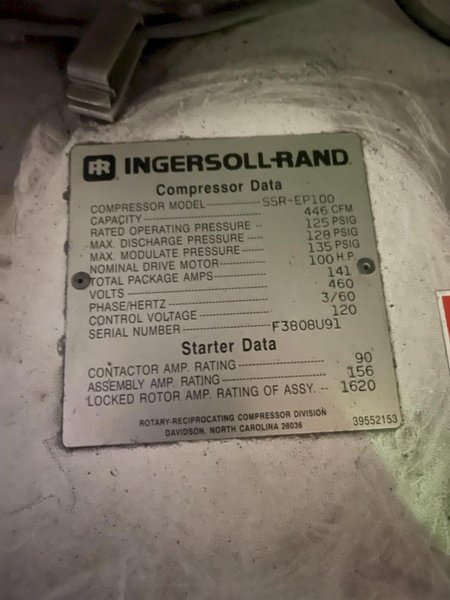 IR INGERSOLL-RAND
Compressor Data
COMPRESSOR MODEL SSR-EP100
CAPACITY 446 CFM
RATED OPERATING PRESSURE -- 125 PSIG
MAX. DISCHARGE PRESSURE 128 PSIG
MAX. MODULATE PRESSURE 135 PSIG
NOMINAL DRIVE MOTOR 100 H.P.
TOTAL PACKAGE AMPS 141
VOLTS 460
PHASE/HERTZ 3/60
CONTROL VOLTAGE 120
SERIAL NUMBER F3808U91
Starter Data
CONTACTOR AMP. RATING 90
ASSEMBLY AMP. RATING 156
LOCKED ROTOR AMP. RATING OF ASSY. -- 1620
ROTARY-RECIPROCATING COMPRESSOR DIVISION
DAVIDSON, NORTH CAROLINA 28036 39552153